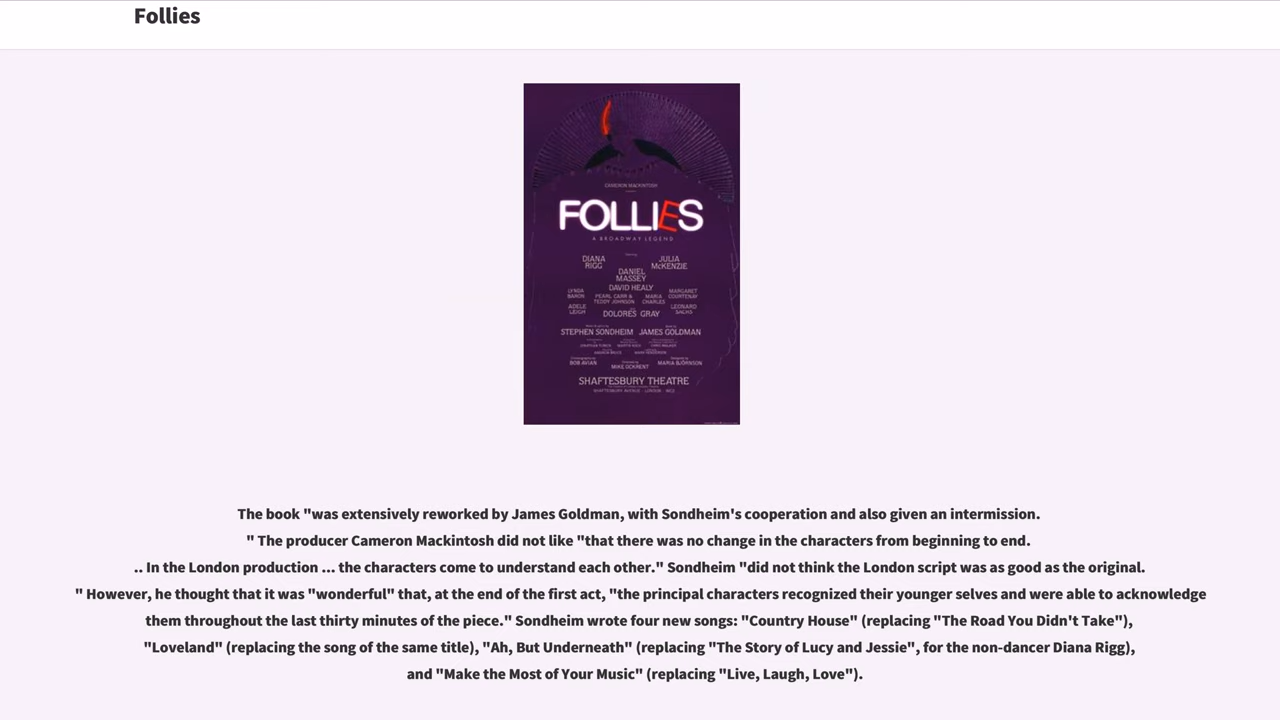 Follies
CAMERON MACKINTOSH
FOLLIES
A BROADWAY LEGEND
DIANA RIGG
JULIA McKENZIE
DANIEL MASSEY
DAVID HEALY
LYNDA BARON
PEARL CARR & TEDDY JOHNSON
MARIA CHARLES
MARGARET COURTENAY
ADELE LEIGH
DOLORES GRAY
LEONARD SACHS
STEPHEN SONDHEIM JAMES GOLDMAN
BOB AVIAN
MIKE OCKRENT
MARIA BJÖRNSON
SHAFTESBURY THEATRE
The book "was extensively reworked by James Goldman, with Sondheim's cooperation and also given an intermission.
" The producer Cameron Mackintosh did not like "that there was no change in the characters from beginning to end.
.. In the London production ... the characters come to understand each other." Sondheim "did not think the London script was as good as the original.
" However, he thought that it was "wonderful" that, at the end of the first act, "the principal characters recognized their younger selves and were able to acknowledge
them throughout the last thirty minutes of the piece." Sondheim wrote four new songs: "Country House" (replacing "The Road You Didn't Take"),
"Loveland" (replacing the song of the same title), "Ah, But Underneath" (replacing "The Story of Lucy and Jessie", for the non-dancer Diana Rigg),
and "Make the Most of Your Music" (replacing "Live, Laugh, Love").